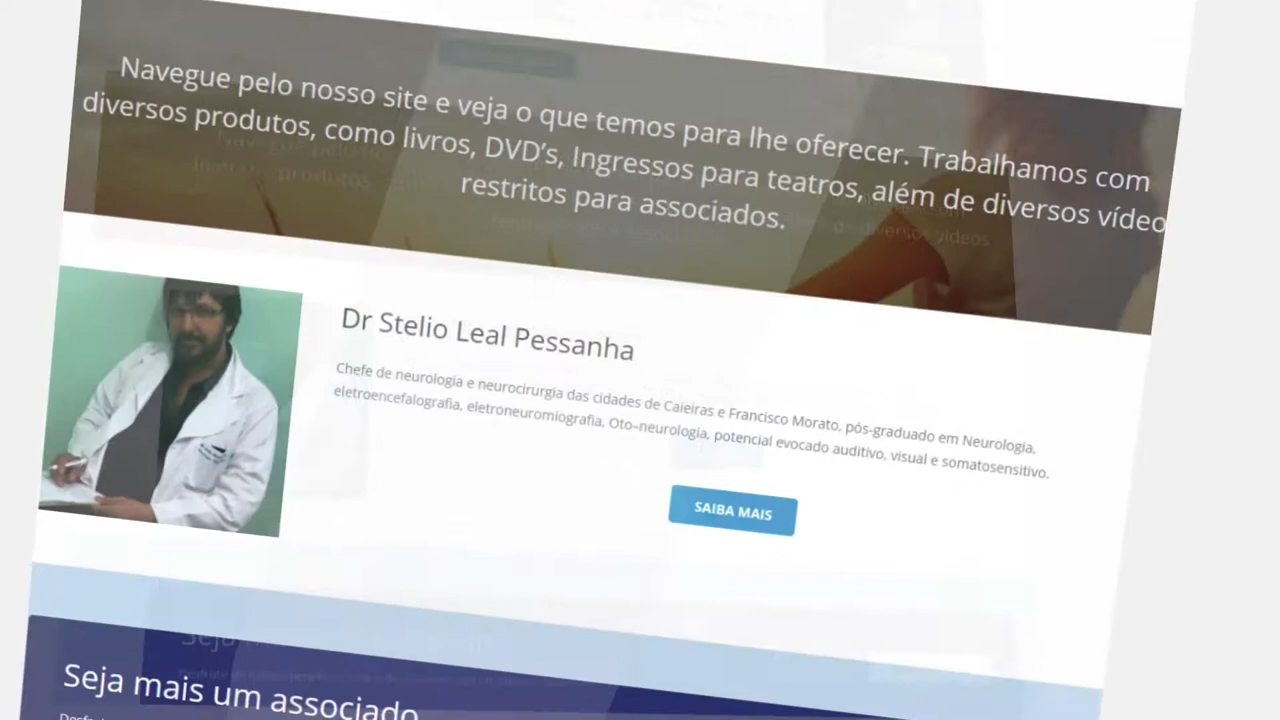 Navegue pelo nosso site e veja o que temos para lhe oferecer. Trabalhamos com
diversos produtos, como livros, DVD's, Ingressos para teatros, além de diversos vídeo
restritos para associados.
Dr Stelio Leal Pessanha
Chefe de neurologia e neurocirurgia das cidades de Caieiras e Francisco Morato, pós-graduado em Neurologia,
eletroencefalografia, eletroneuromiografia, Oto-neurologia, potencial evocado auditivo, visual e somatosensitivo.
SAIBA MAIS
Seja mais um associado